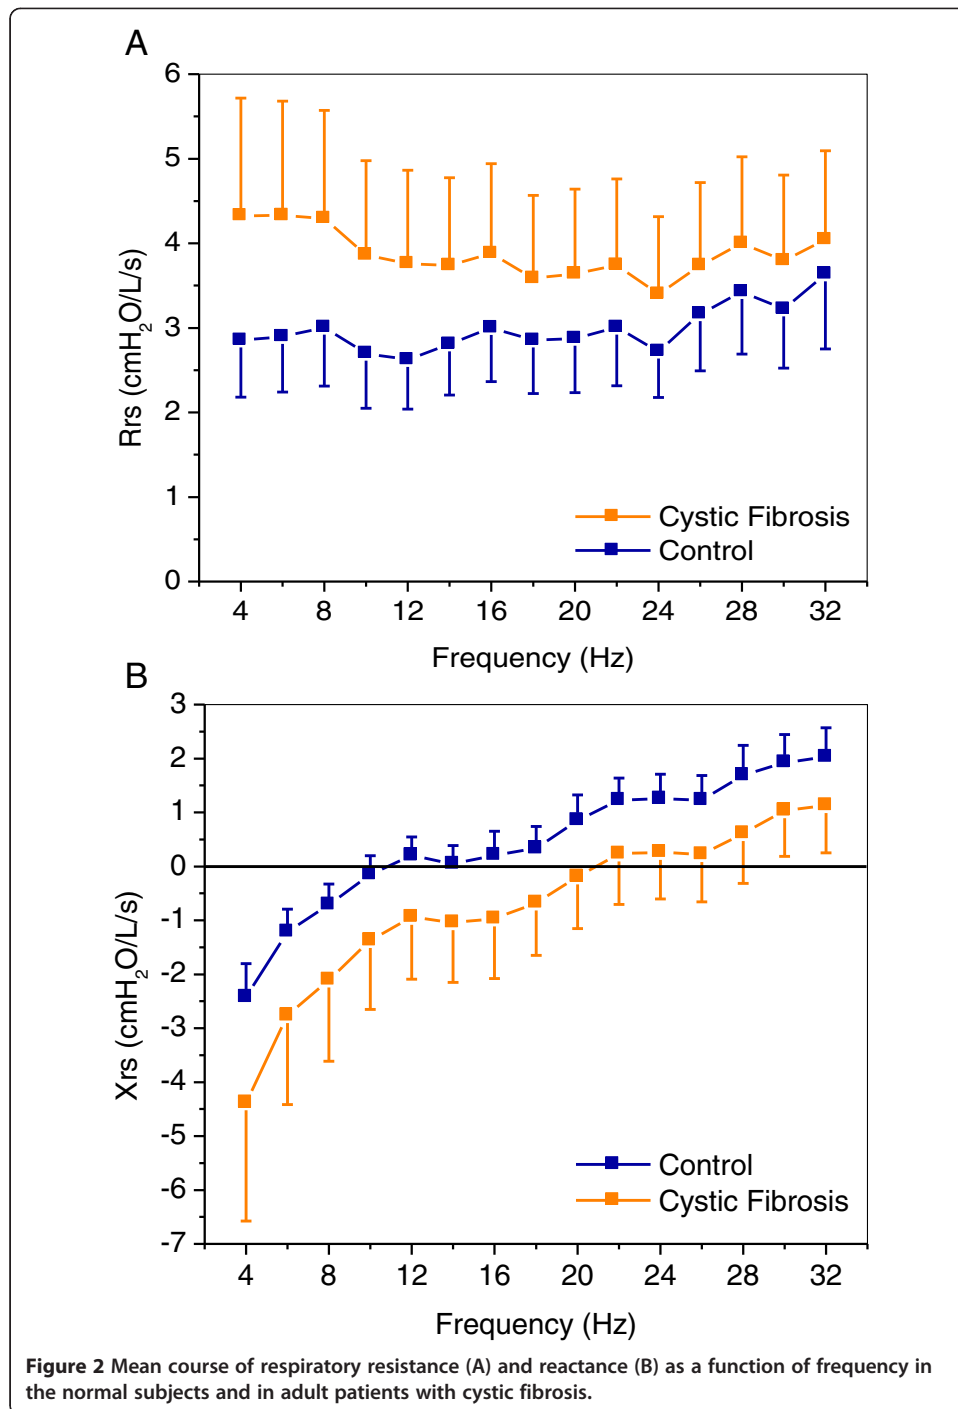 A
6
5
4
3
2
1
0
Rrs (cmH2O/L/s)
Cystic Fibrosis
Control
4 8 12 16 20 24 28 32
Frequency (Hz)
B
3
2
1
0
-1
-2
-3
-4
-5
-6
-7
Xrs (cmH2O/L/s)
Control
Cystic Fibrosis
4 8 12 16 20 24 28 32
Frequency (Hz)
Figure 2 Mean course of respiratory resistance (A) and reactance (B) as a function of frequency in
the normal subjects and in adult patients with cystic fibrosis.